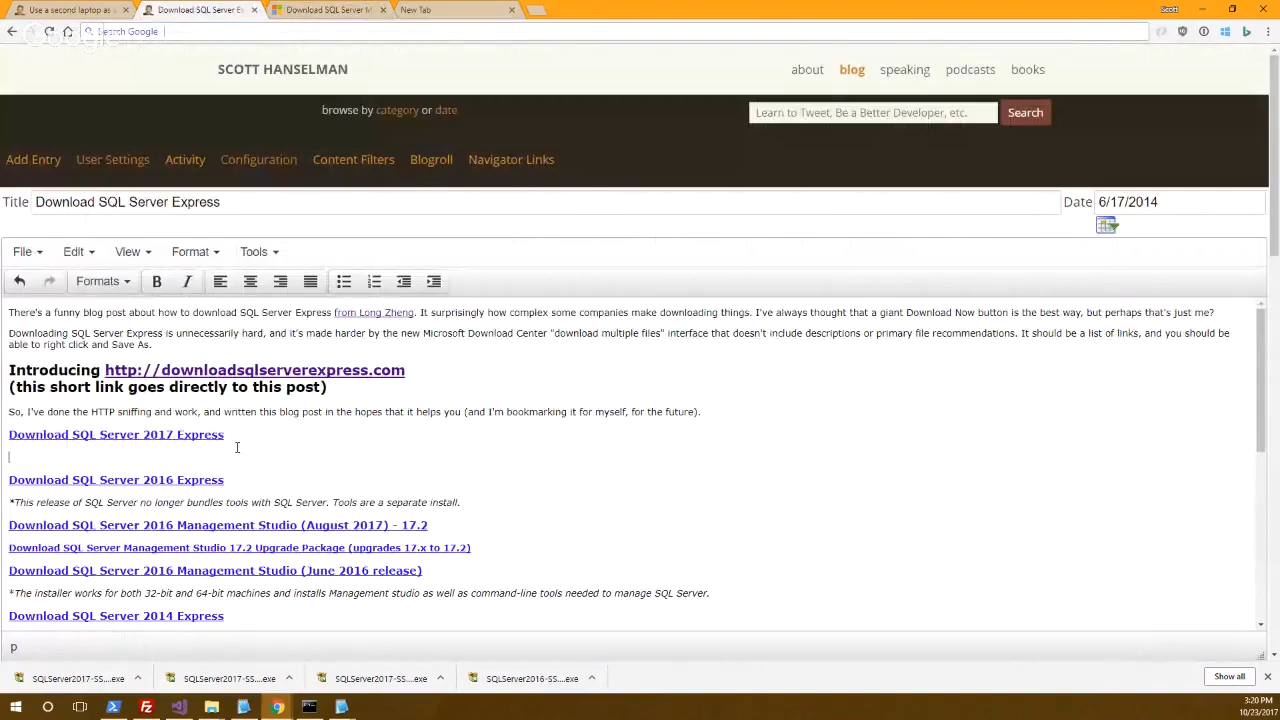 Use a second laptop as
Download SQL Server Ex
Download SQL Server M
New Tab
Scott
Search Google
SCOTT HANSELMAN
about blog speaking podcasts books
browse by category or date
Learn to Tweet, Be a Better Developer, etc.
Search
Add Entry User Settings Activity Configuration Content Filters Blogroll Navigator Links
Title Download SQL Server Express Date 6/17/2014
File Edit View Format Tools
Formats B I
There's a funny blog post about how to download SQL Server Express from Long Zheng. It surprisingly how complex some companies make downloading things. I've always thought that a giant Download Now button is the best way, but perhaps that's just me?
Downloading SQL Server Express is unnecessarily hard, and it's made harder by the new Microsoft Download Center "download multiple files" interface that doesn't include descriptions or primary file recommendations. It should be a list of links, and you should be
able to right click and Save As.
Introducing http://downloadsqlserverexpress.com
(this short link goes directly to this post)
So, I've done the HTTP sniffing and work, and written this blog post in the hopes that it helps you (and I'm bookmarking it for myself, for the future).
Download SQL Server 2017 Express
Download SQL Server 2016 Express
*This release of SQL Server no longer bundles tools with SQL Server. Tools are a separate install.
Download SQL Server 2016 Management Studio (August 2017) - 17.2
Download SQL Server Management Studio 17.2 Upgrade Package (upgrades 17.x to 17.2)
Download SQL Server 2016 Management Studio (June 2016 release)
*The installer works for both 32-bit and 64-bit machines and installs Management studio as well as command-line tools needed to manage SQL Server.
Download SQL Server 2014 Express
p
SQLServer2017-SS....exe
SQLServer2017-SS....exe
SQLServer2017-SS....exe
SQLServer2016-SS....exe
Show all
3:20 PM
10/23/2017